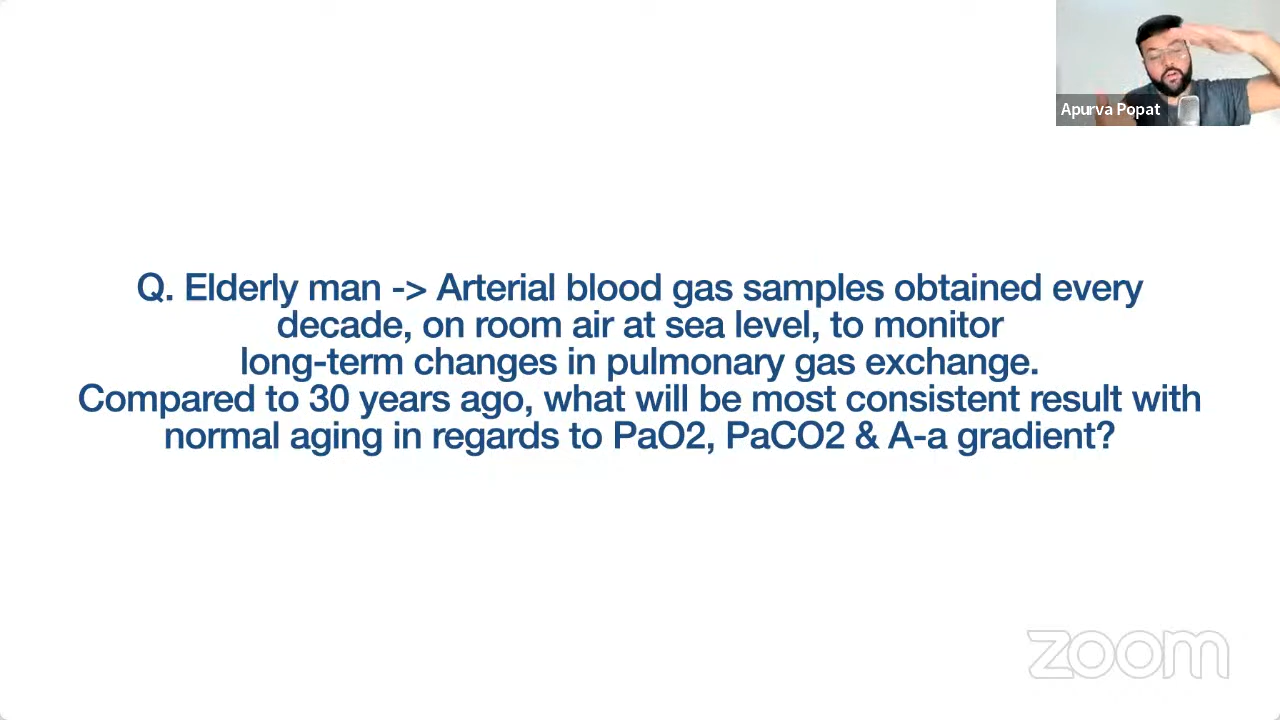 Apurva Popat
Q. Elderly man -> Arterial blood gas samples obtained every
decade, on room air at sea level, to monitor
long-term changes in pulmonary gas exchange.
Compared to 30 years ago, what will be most consistent result with
normal aging in regards to PaO2, PaCO2 & A-a gradient?
zoom